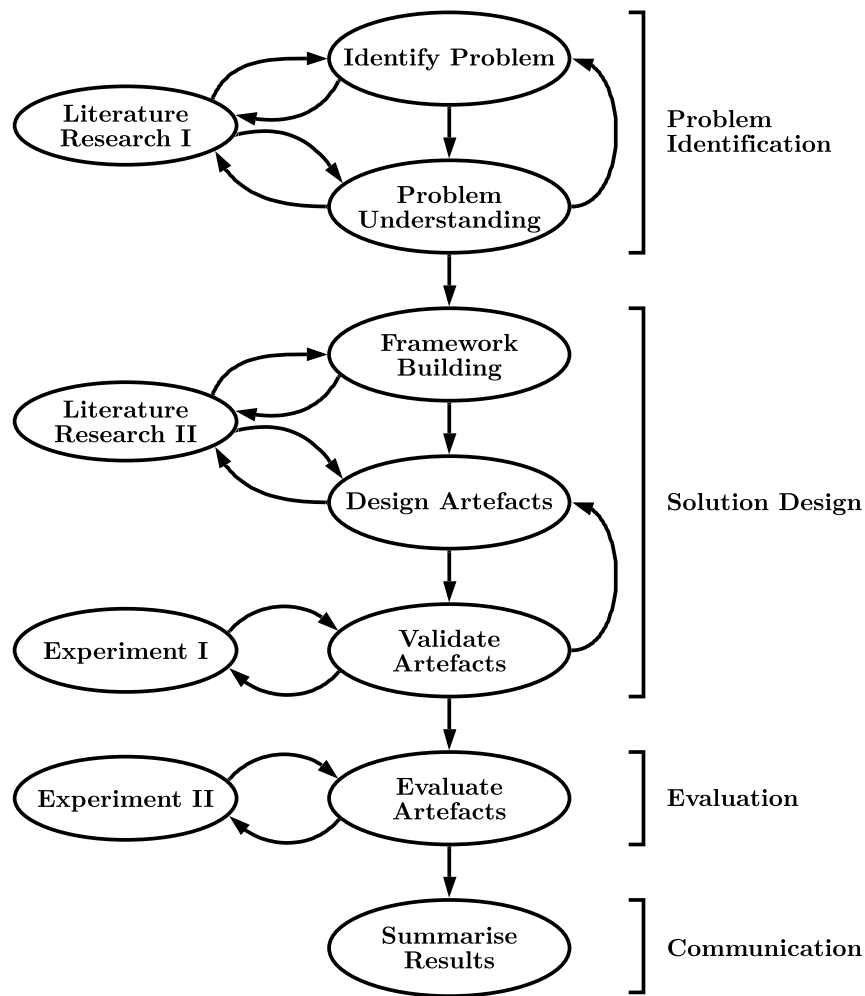 Identify Problem
Literature
Research I
Problem
Identification
Problem
Understanding
Framework
Building
Literature
Research II
Design Artefacts
Solution Design
Experiment I
Validate
Artefacts
Experiment II
Evaluate
Artefacts
Evaluation
Summarise
Results
Communication